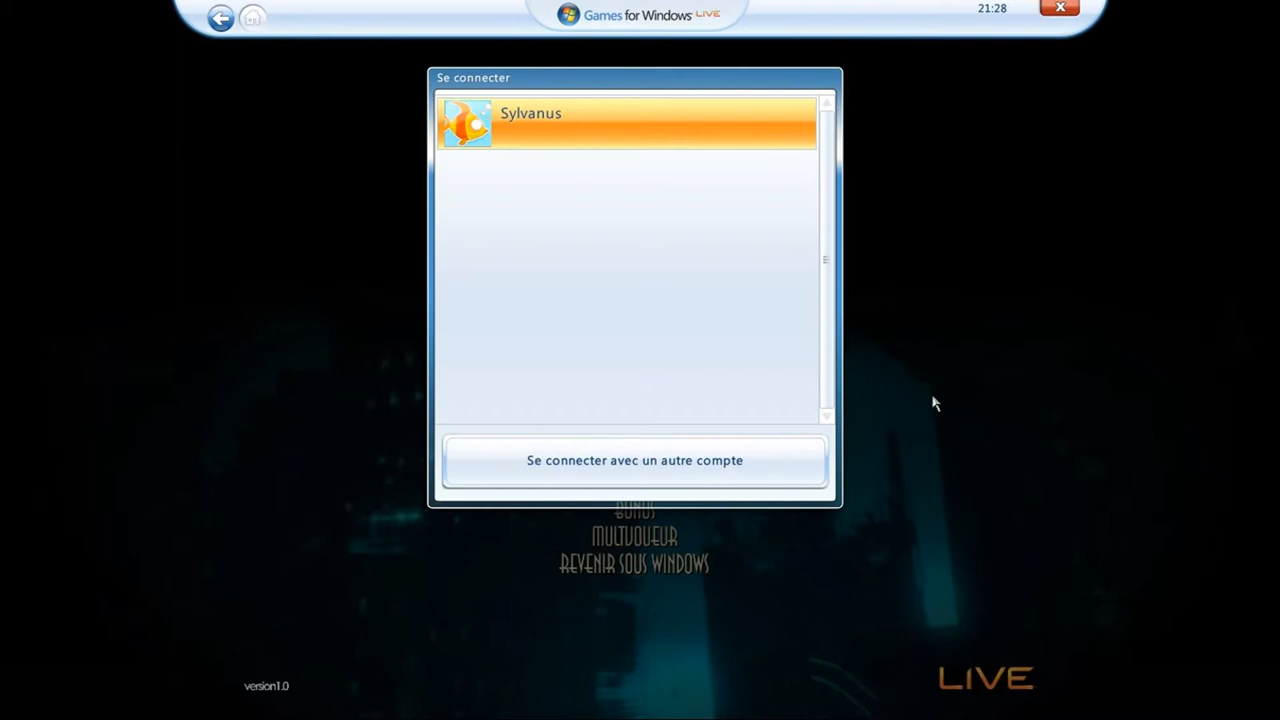 Games for Windows LIVE
21:28
Se connecter
Sylvanus
Se connecter avec un autre compte
BONUS
MULTIJOUEUR
REVENIR SOUS WINDOWS
version1.0
LIVE